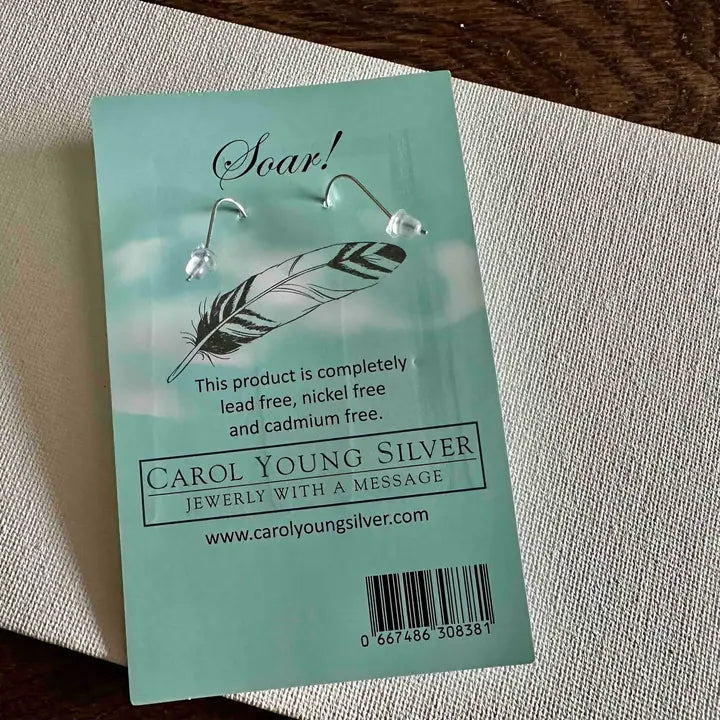 Soar!
This product is completely
lead free, nickel free
and cadmium free.
CAROL YOUNG SILVER
JEWERLY WITH A MESSAGE
www.carolyoungsilver.com
0 667486 308381